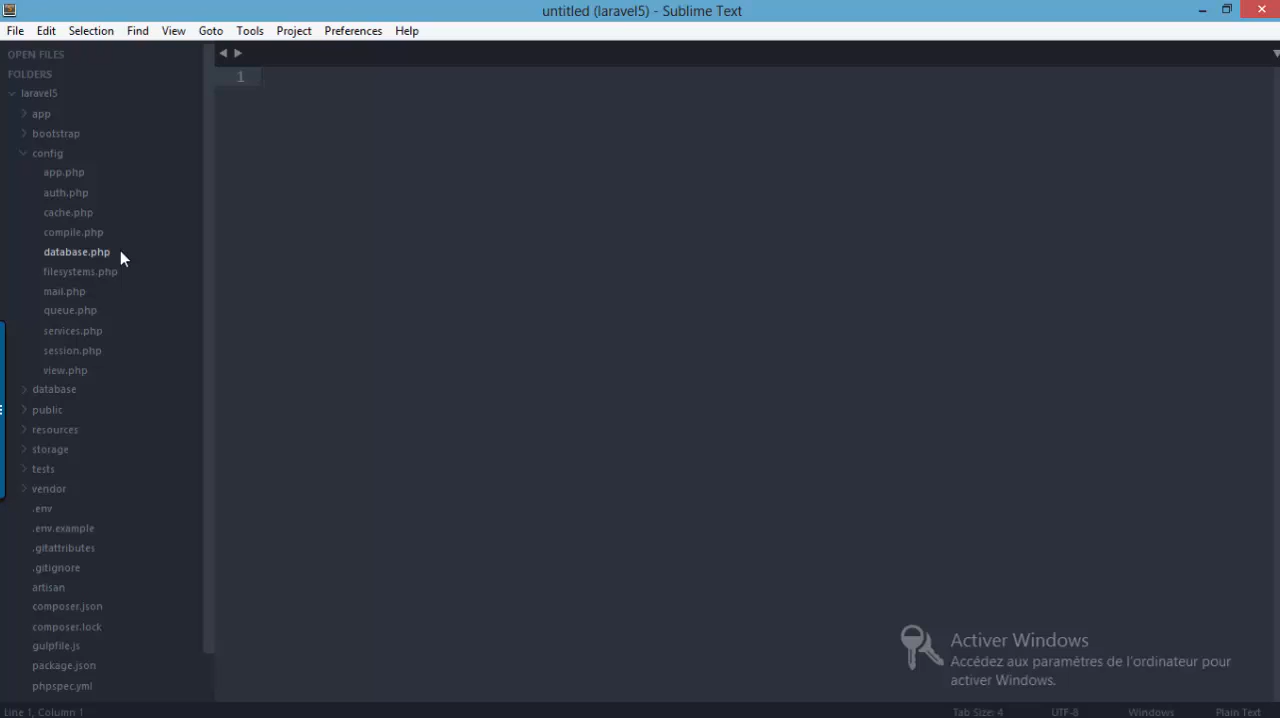 untitled (laravel5) - Sublime Text
File Edit Selection Find View Goto Tools Project Preferences Help
OPEN FILES
FOLDERS
laravel5
app
bootstrap
config
app.php
auth.php
cache.php
compile.php
database.php
filesystems.php
mail.php
queue.php
services.php
session.php
view.php
database
public
resources
storage
tests
vendor
.env
.env.example
.gitattributes
.gitignore
artisan
composer.json
composer.lock
gulpfile.js
package.json
phpspec.yml
1
Activer Windows
Accédez aux paramètres de l'ordinateur pour
activer Windows.
Line 1, Column 1 Tab Size: 4 UTF-8 Windows Plain Text